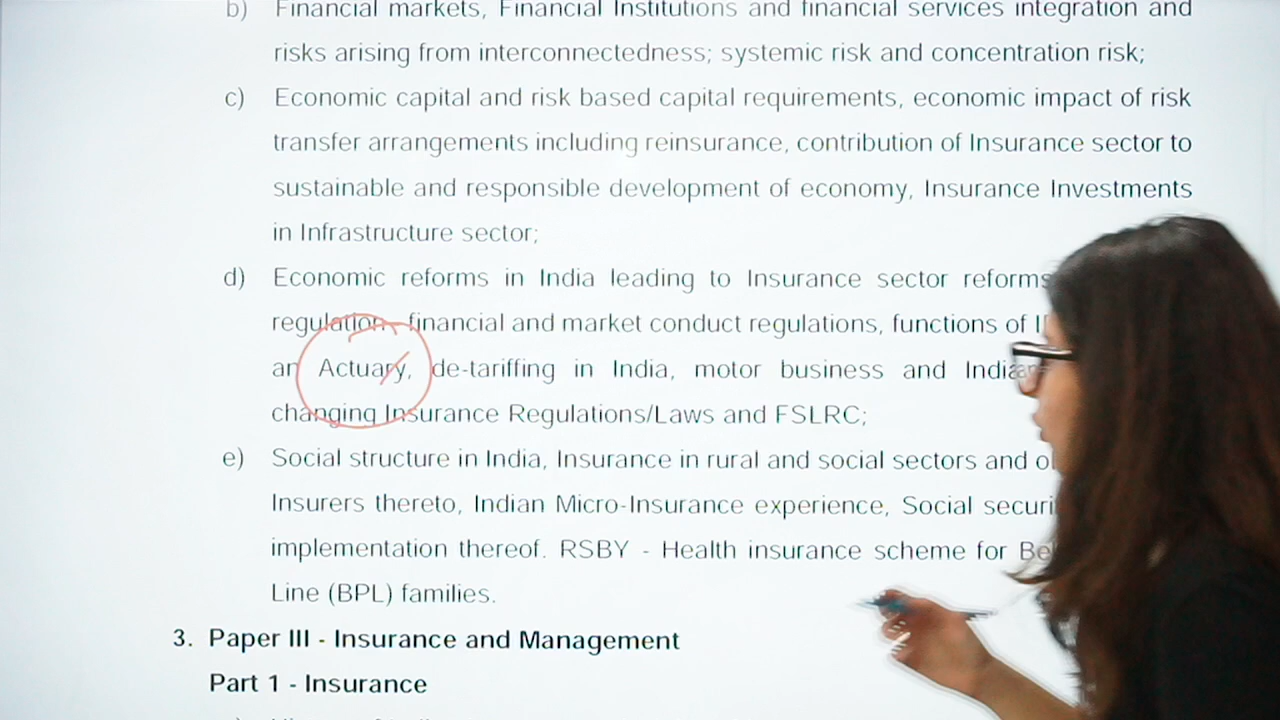 b) Financial markets, Financial Institutions and financial services integration and
risks arising from interconnectedness; systemic risk and concentration risk;
c) Economic capital and risk based capital requirements, economic impact of risk
transfer arrangements including reinsurance, contribution of Insurance sector to
sustainable and responsible development of economy, Insurance Investments
in Infrastructure sector;
d) Economic reforms in India leading to Insurance sector reforms
regulation, financial and market conduct regulations, functions of
an Actuary, de-tariffing in India, motor business and
changing Insurance Regulations/Laws and FSLRC;
e) Social structure in India, Insurance in rural and social sectors and
Insurers thereto, Indian Micro-Insurance experience, Social
implementation thereof. RSBY - Health insurance scheme for
Line (BPL) families.
3. Paper III - Insurance and Management
Part 1 - Insurance